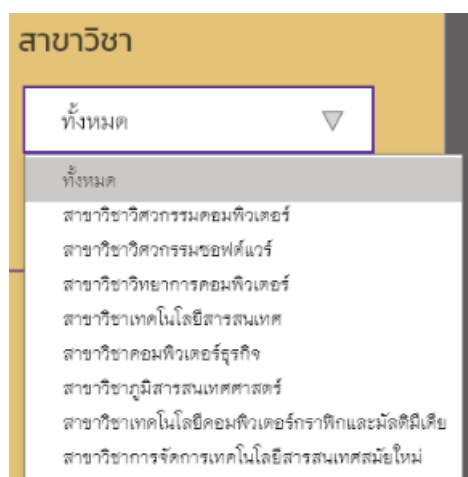 สาขาวิชา
ทั้งหมด
ทั้งหมด
สาขาวิชาวิศวกรรมคอมพิวเตอร์
สาขาวิชาวิศวกรรมซอฟต์แวร์
สาขาวิชาวิทยาการคอมพิวเตอร์
สาขาวิชาเทคโนโลยีสารสนเทศ
สาขาวิชาคอมพิวเตอร์ธุรกิจ
สาขาวิชาภูมิสารสนเทศศาสตร์
สาขาวิชาเทคโนโลยีคอมพิวเตอร์กราฟิกและมัลติมีเดีย
สาขาวิชาการจัดการเทคโนโลยีสารสนเทศสมัยใหม่